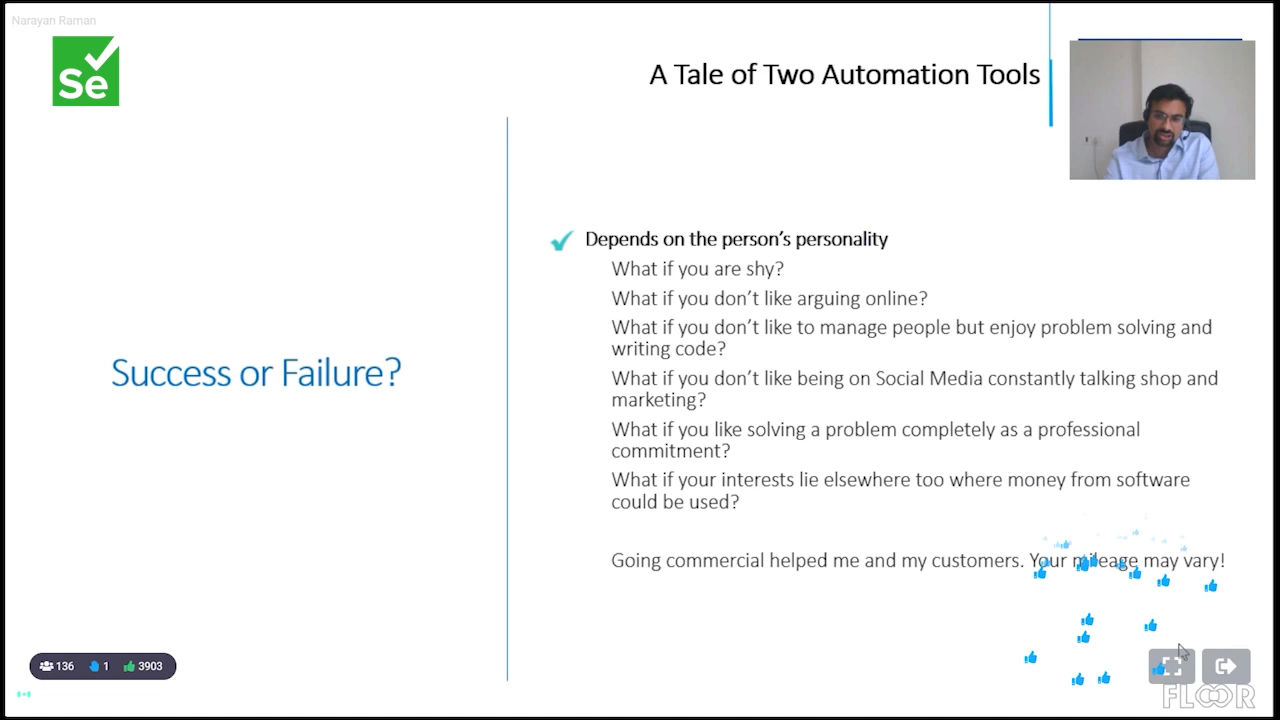 Narayan Raman
Se
A Tale of Two Automation Tools
Success or Failure?
Depends on the person's personality
What if you are shy?
What if you don't like arguing online?
What if you don't like to manage people but enjoy problem solving and
writing code?
What if you don't like being on Social Media constantly talking shop and
marketing?
What if you like solving a problem completely as a professional
commitment?
What if your interests lie elsewhere too where money from software
could be used?
Going commercial helped me and my customers. Your mileage may vary!
136 1 3903
FLOOR